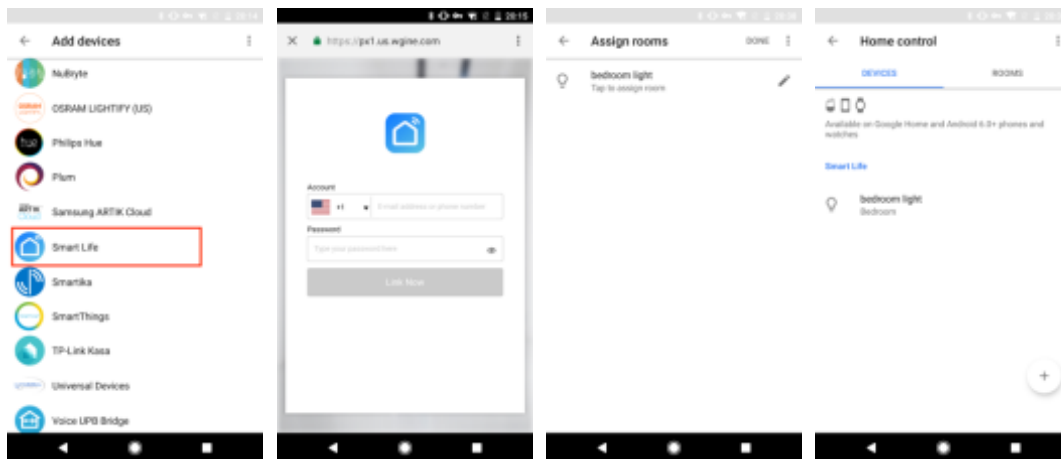 20:14
Add devices
NuBryte
OSRAM LIGHTIFY (US)
Philips Hue
Plum
Samsung ARTIK Cloud
Smart Life
Smartika
SmartThings
TP-Link Kasa
Universal Devices
Voice UPB Bridge
20:15
https://px1.us.wgine.com
Account
+1
E-mail address or phone number
Password
Type your password here
Link Now
Assign rooms
DONE
bedroom light
Tap to assign room
Home control
DEVICES
ROOMS
Available on Google Home and Android 6.0+ phones and
watches
Smart Life
bedroom light
Bedroom